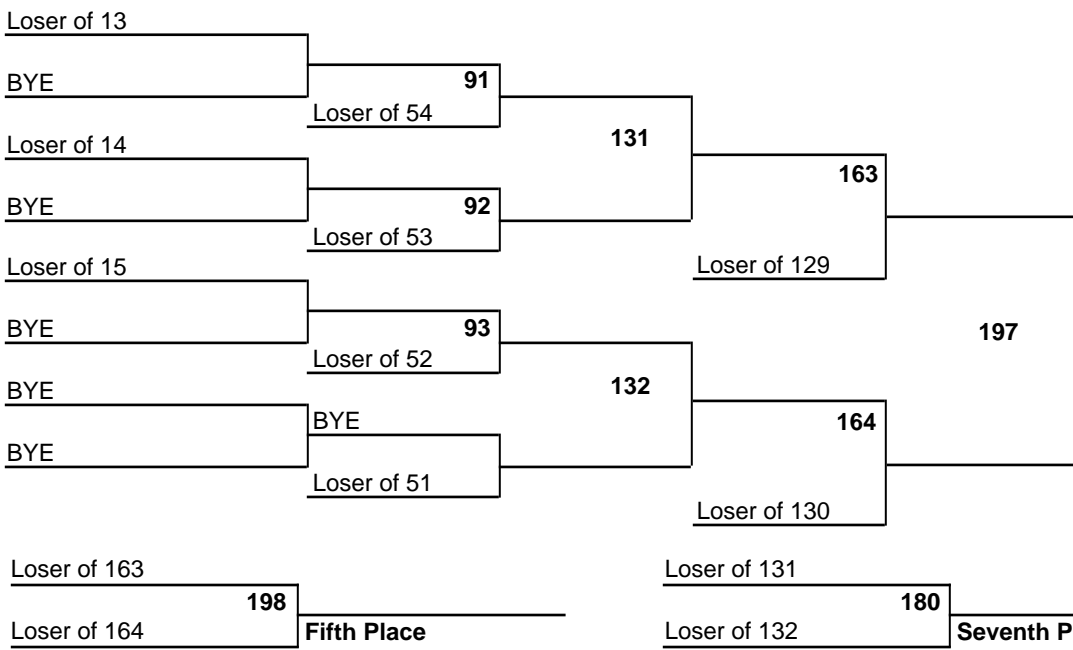 Loser of 13
BYE
91
Loser of 54
131
Loser of 14
163
BYE
92
Loser of 53
Loser of 129
Loser of 15
BYE
93
197
Loser of 52
132
BYE
BYE
164
BYE
Loser of 51
Loser of 130
Loser of 163
198
Loser of 164
Fifth Place
Loser of 131
180
Loser of 132
Seventh P